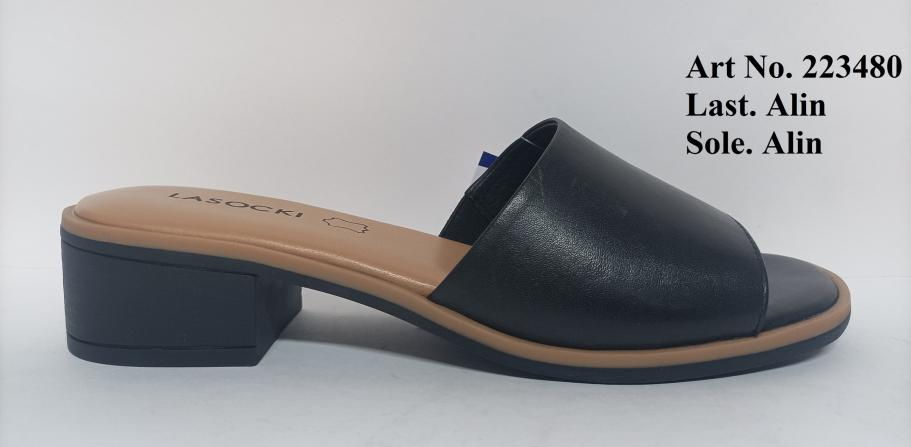 Art No. 223480
Last. Alin
Sole. Alin
LASOCKI